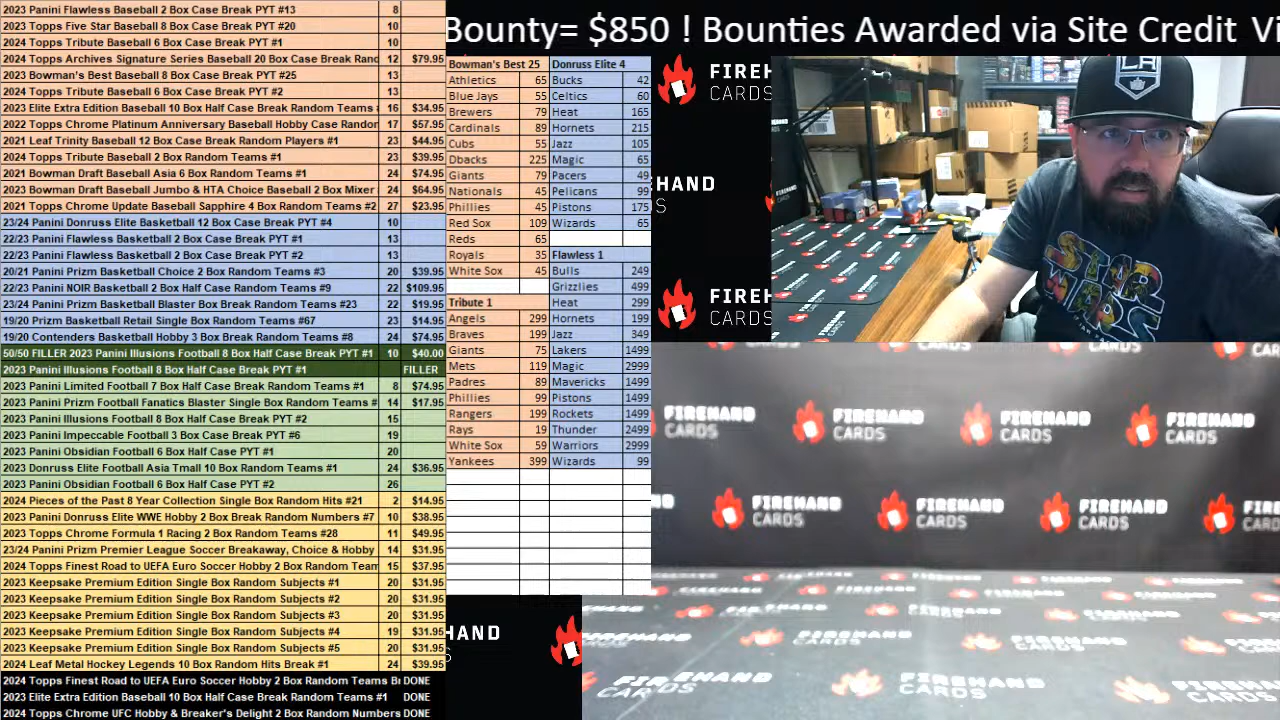 Bounty= $850 ! Bounties Awarded via Site Credit Vi
2023 Panini Flawless Baseball 2 Box Case Break PYT #13 8
2023 Topps Five Star Baseball 8 Box Case Break PYT #20 10
2024 Topps Tribute Baseball 6 Box Case Break PYT #1 10
2024 Topps Archives Signature Series Baseball 20 Box Case Break Rand 12 $79.95
2023 Bowman's Best Baseball 8 Box Case Break PYT #25 13
2024 Topps Tribute Baseball 6 Box Case Break PYT #2 13
2023 Elite Extra Edition Baseball 10 Box Half Case Break Random Teams 16 $34.95
2022 Topps Chrome Platinum Anniversary Baseball Hobby Case Random 17 $57.95
2021 Leaf Trinity Baseball 12 Box Case Break Random Players #1 23 $44.95
2024 Topps Tribute Baseball 2 Box Random Teams #1 23 $39.95
2021 Bowman Draft Baseball Asia 6 Box Random Teams #1 24 $74.95
2023 Bowman Draft Baseball Jumbo & HTA Choice Baseball 2 Box Mixer 24 $64.95
2021 Topps Chrome Update Baseball Sapphire 4 Box Random Teams #2 27 $23.95
23/24 Panini Donruss Elite Basketball 12 Box Case Break PYT #4 10
22/23 Panini Flawless Basketball 2 Box Case Break PYT #1 13
22/23 Panini Flawless Basketball 2 Box Case Break PYT #2 13
20/21 Panini Prizm Basketball Choice 2 Box Random Teams #3 20 $39.95
22/23 Panini NOIR Basketball 2 Box Half Case Random Teams #9 22 $109.95
23/24 Panini Prizm Basketball Blaster Box Break Random Teams #23 22 $19.95
19/20 Prizm Basketball Retail Single Box Random Teams #67 23 $14.95
19/20 Contenders Basketball Hobby 3 Box Break Random Teams #8 24 $74.95
50/50 FILLER 2023 Panini Illusions Football 8 Box Half Case Break PYT #1 10 $40.00
2023 Panini Illusions Football 8 Box Half Case Break PYT #1 FILLER
2023 Panini Limited Football 7 Box Half Case Break Random Teams #1 8 $74.95
2023 Panini Prizm Football Fanatics Blaster Single Box Random Teams # 14 $17.95
2023 Panini Illusions Football 8 Box Half Case Break PYT #2 15
2023 Panini Impeccable Football 3 Box Case Break PYT #6 19
2023 Panini Obsidian Football 6 Box Half Case PYT #1 20
2023 Donruss Elite Football Asia Tmall 10 Box Random Teams #1 24 $36.95
2023 Panini Obsidian Football 6 Box Half Case PYT #2 26
2024 Pieces of the Past 8 Year Collection Single Box Random Hits #21 2 $14.95
2023 Panini Donruss Elite WWE Hobby 2 Box Break Random Numbers #7 10 $38.95
2023 Topps Chrome Formula 1 Racing 2 Box Random Teams #28 11 $49.95
23/24 Panini Prizm Premier League Soccer Breakaway, Choice & Hobby 14 $31.95
2024 Topps Finest Road to UEFA Euro Soccer Hobby 2 Box Random Team 15 $37.95
2023 Keepsake Premium Edition Single Box Random Subjects #1 20 $31.95
2023 Keepsake Premium Edition Single Box Random Subjects #2 20 $31.95
2023 Keepsake Premium Edition Single Box Random Subjects #3 20 $31.95
2023 Keepsake Premium Edition Single Box Random Subjects #4 19 $31.95
2023 Keepsake Premium Edition Single Box Random Subjects #5 20 $31.95
2024 Leaf Metal Hockey Legends 10 Box Random Hits Break #1 24 $39.95
2024 Topps Finest Road to UEFA Euro Soccer Hobby 2 Box Random Teams Br DONE
2023 Elite Extra Edition Baseball 10 Box Half Case Break Random Teams #1 DONE
2024 Topps Chrome UFC Hobby & Breaker's Delight 2 Box Random Numbers DONE
Bowman's Best 25
Athletics 65
Blue Jays 55
Brewers 79
Cardinals 89
Cubs 55
Dbacks 225
Giants 79
Nationals 45
Phillies 45
Red Sox 109
Reds 65
Royals 35
White Sox 45
Tribute 1
Angels 299
Braves 199
Giants 75
Mets 119
Padres 89
Phillies 99
Rangers 199
Rays 19
White Sox 59
Yankees 399
Donruss Elite 4
Bucks 42
Celtics 60
Heat 165
Hornets 215
Jazz 105
Magic 65
Pacers 49
Pelicans 99
Pistons 175
Wizards 65
Flawless 1
Bulls 249
Grizzlies 499
Heat 299
Hornets 199
Jazz 349
Lakers 1499
Magic 2999
Mavericks 1499
Pistons 1499
Rockets 1499
Thunder 2499
Warriors 2999
Wizards 99
FIREH
CARDS
HAND
FIREH
CARDS
HAND
LA
STAR
WARS
FIREHAND
CARDS
FIREHAND
CARDS
FIREHAND
CARDS
FIREHAND
CARDS
FIREHAND
CARDS
FIREHAND
CARDS